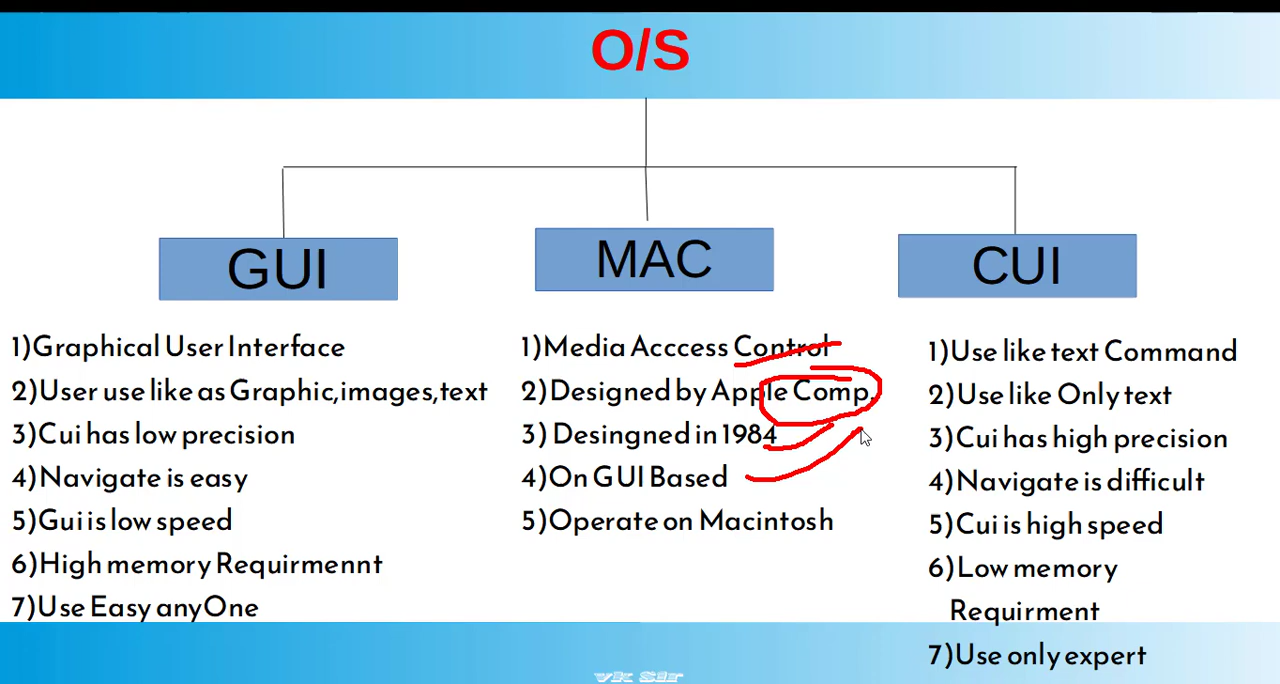 O/S
GUI
MAC
CUI
1)Graphical User Interface
2)User use like as Graphic,images,text
3)Cui has low precision
4)Navigate is easy
5)Gui is low speed
6)High memory Requirmennt
7)Use Easy anyOne
1)Media Acccess Control
2)Designed by Apple Comp.
3) Desingned in 1984
4)On GUI Based
5)Operate on Macintosh
1)Use like text Command
2)Use like Only text
3)Cui has high precision
4)Navigate is difficult
5)Cui is high speed
6)Low memory
Requirment
7)Use only expert
vk Sir